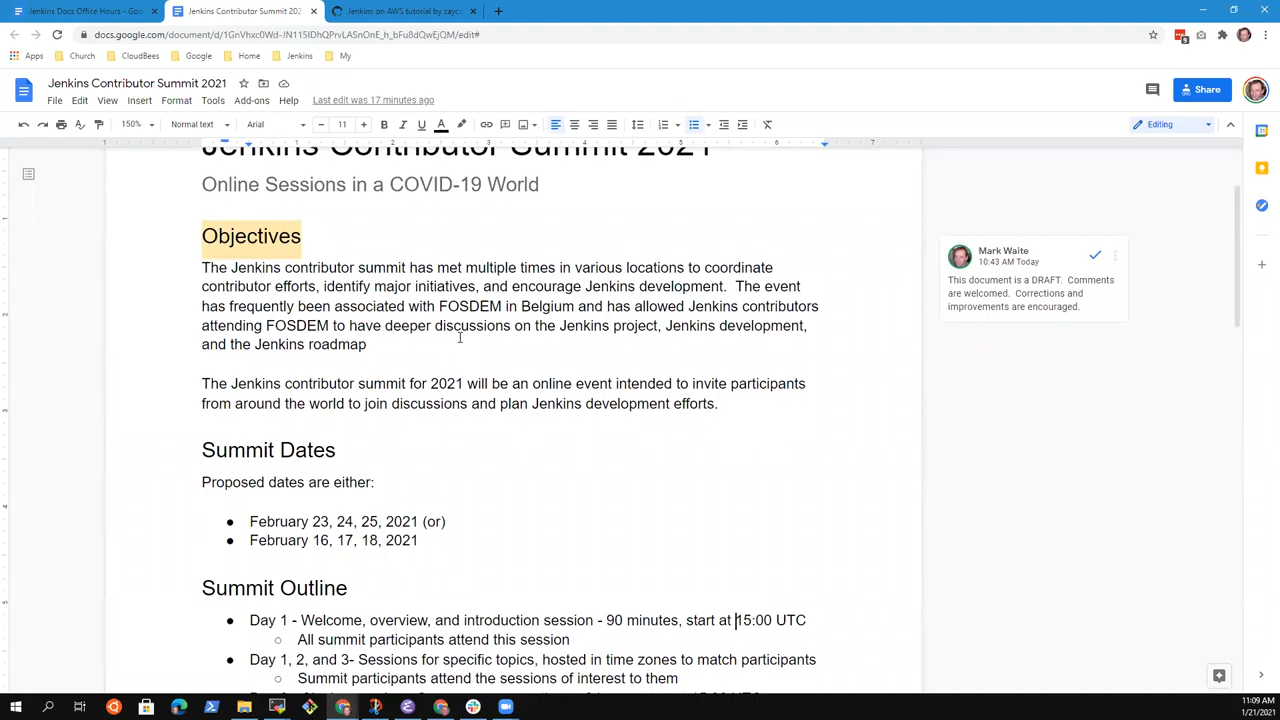 Jenkins Docs Office Hours - Goo
Jenkins Contributor Summit 202
Jenkins on AWS tutorial by zayc
docs.google.com/document/d/1GnVhxc0Wd-JN115IDhQPrvLASnOnE_h_bFu8dQwEjQM/edit#
Apps Church CloudBees Google Home Jenkins My
Jenkins Contributor Summit 2021
File Edit View Insert Format Tools Add-ons Help Last edit was 17 minutes ago
Share
150% Normal text Arial 11 Editing
1 1 2 3 4 5 6 7
Jenkins Contributor Summit 2021
Online Sessions in a COVID-19 World
Objectives
The Jenkins contributor summit has met multiple times in various locations to coordinate
contributor efforts, identify major initiatives, and encourage Jenkins development. The event
has frequently been associated with FOSDEM in Belgium and has allowed Jenkins contributors
attending FOSDEM to have deeper discussions on the Jenkins project, Jenkins development,
and the Jenkins roadmap
The Jenkins contributor summit for 2021 will be an online event intended to invite participants
from around the world to join discussions and plan Jenkins development efforts.
Summit Dates
Proposed dates are either:
● February 23, 24, 25, 2021 (or)
● February 16, 17, 18, 2021
Summit Outline
● Day 1 - Welcome, overview, and introduction session - 90 minutes, start at 15:00 UTC
○ All summit participants attend this session
● Day 1, 2, and 3- Sessions for specific topics, hosted in time zones to match participants
○ Summit participants attend the sessions of interest to them
Mark Waite
10:43 AM Today
This document is a DRAFT. Comments
are welcomed. Corrections and
improvements are encouraged.
11:09 AM
1/21/2021